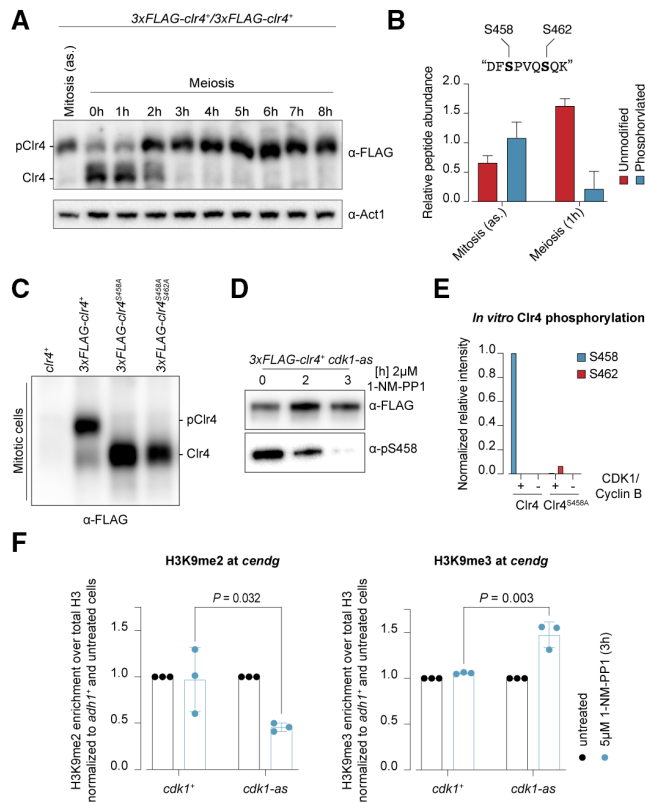 A
3xFLAG-clr4⁺/3xFLAG-clr4⁺
Mitosis (as.)
Meiosis
0h 1h 2h 3h 4h 5h 6h 7h 8h
pClr4
Clr4
α-FLAG
α-Act1
B
S458 S462
“DFSPVQSQK”
Relative peptide abundance
2.0
1.5
1.0
0.5
0.0
Mitosis (as.)
Meiosis (1h)
Unmodified
Phosphorylated
C
clr4⁺
3xFLAG-clr4⁺
3xFLAG-clr4 S458A
3xFLAG-clr4 S458A S462A
Mitotic cells
pClr4
Clr4
α-FLAG
D
3xFLAG-clr4⁺ cdk1-as
[h] 2µM
0 2 3 1-NM-PP1
α-FLAG
α-pS458
E
In vitro Clr4 phosphorylation
Normalized relative intensity
1.0
0.8
0.6
0.4
0.2
0
S458
S462
+ - + - CDK1/
Cyclin B
Clr4 Clr4 S458A
F
H3K9me2 at cendg
H3K9me2 enrichment over total H3
normalized to adh1⁺ and untreated cells
P = 0.032
1.5
1.0
0.5
0.0
cdk1⁺ cdk1-as
H3K9me3 at cendg
H3K9me3 enrichment over total H3
normalized to adh1⁺ and untreated cells
P = 0.003
2.0
1.5
1.0
0.5
0.0
cdk1⁺ cdk1-as
untreated
5µM 1-NM-PP1 (3h)